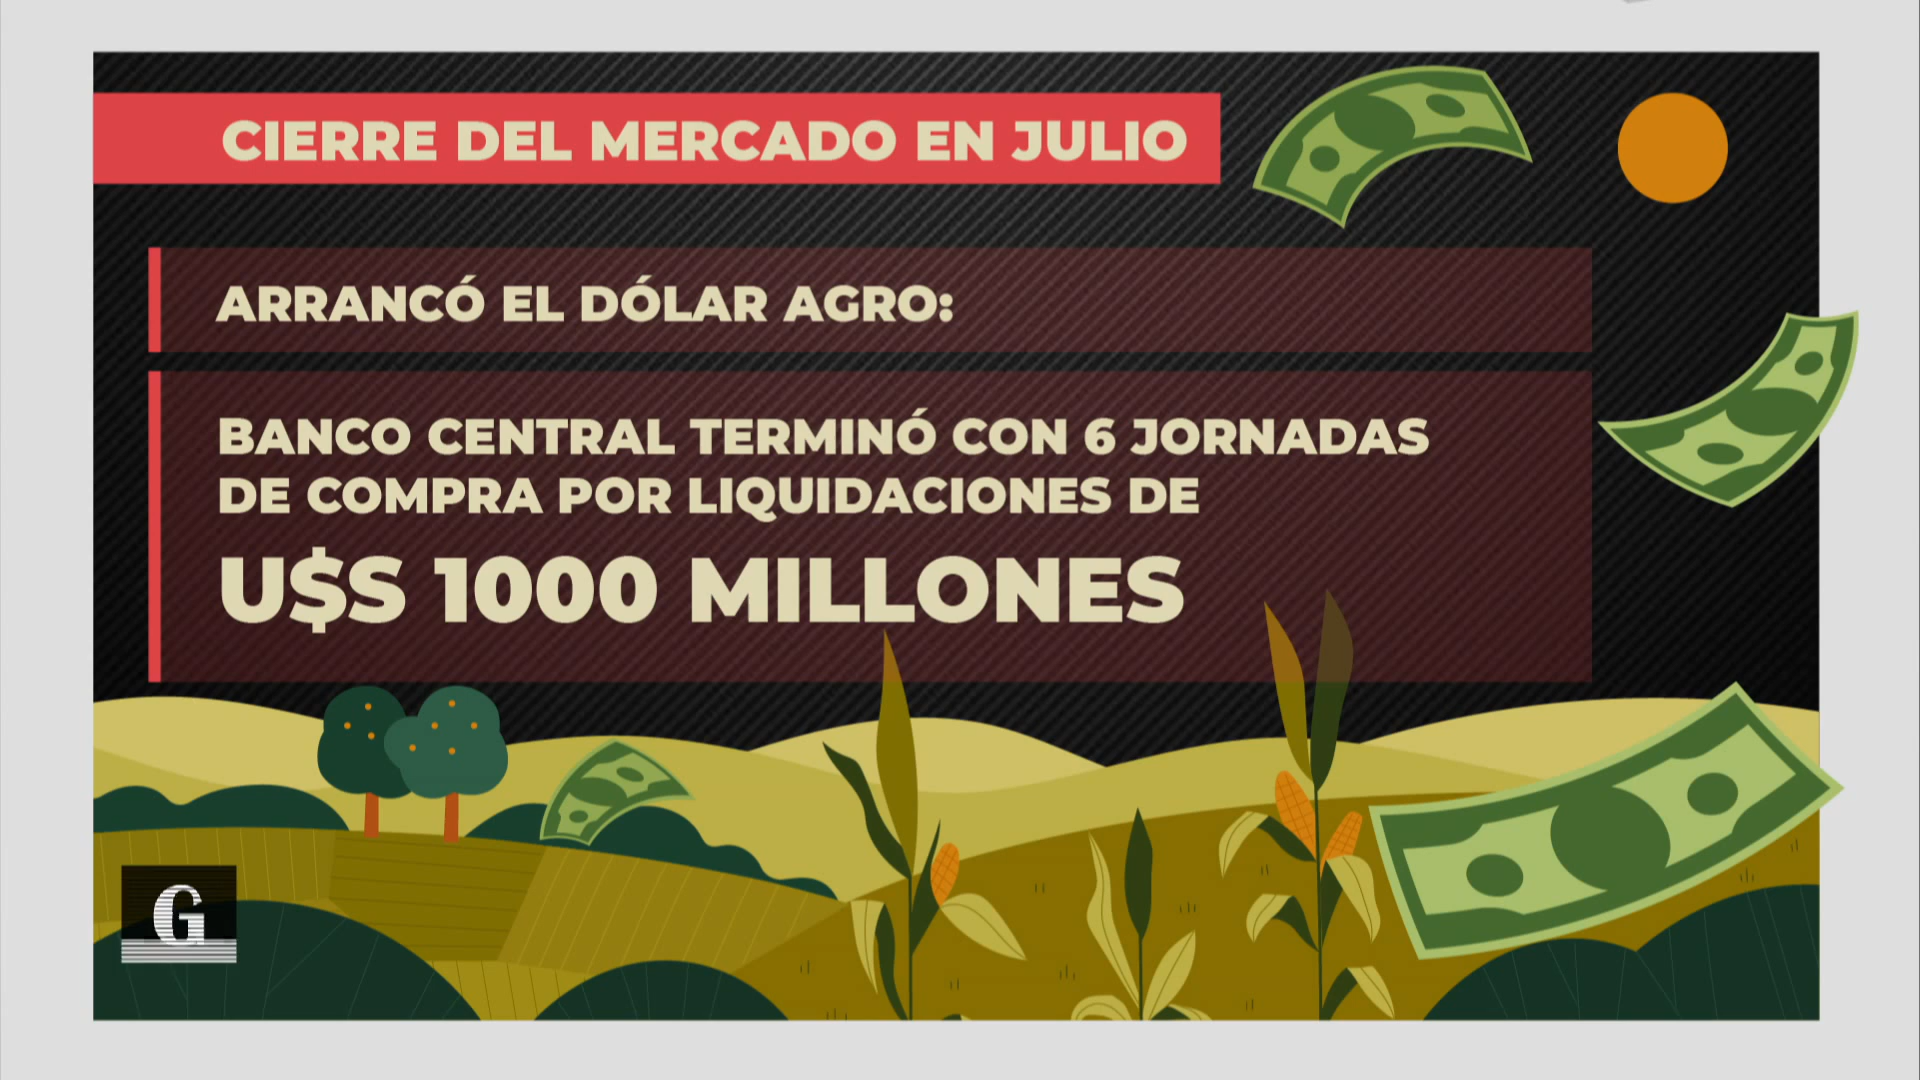 CIERRE DEL MERCADO EN JULIO
ARRANCÓ EL DÓLAR AGRO:
BANCO CENTRAL TERMINÓ CON 6 JORNADAS
DE COMPRA POR LIQUIDACIONES DE
U$S 1000 MILLONES
G